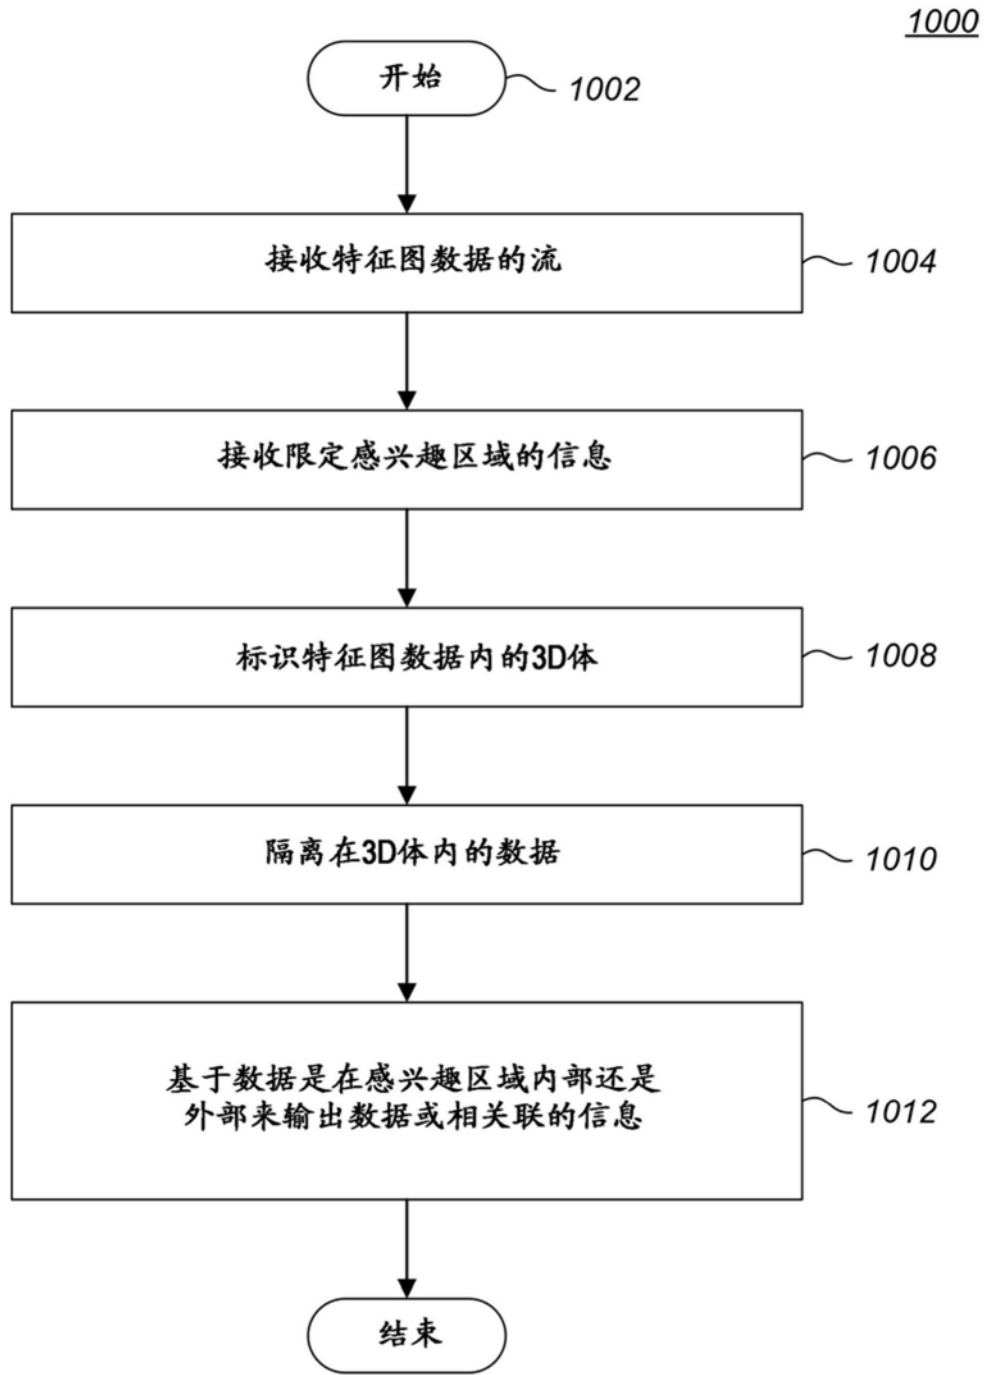 1000
开始
1002
接收特征图数据的流
1004
接收限定感兴趣区域的信息
1006
标识特征图数据内的3D体
1008
隔离在3D体内的数据
1010
基于数据是在感兴趣区域内部还是
外部来输出数据或相关联的信息
1012
结束